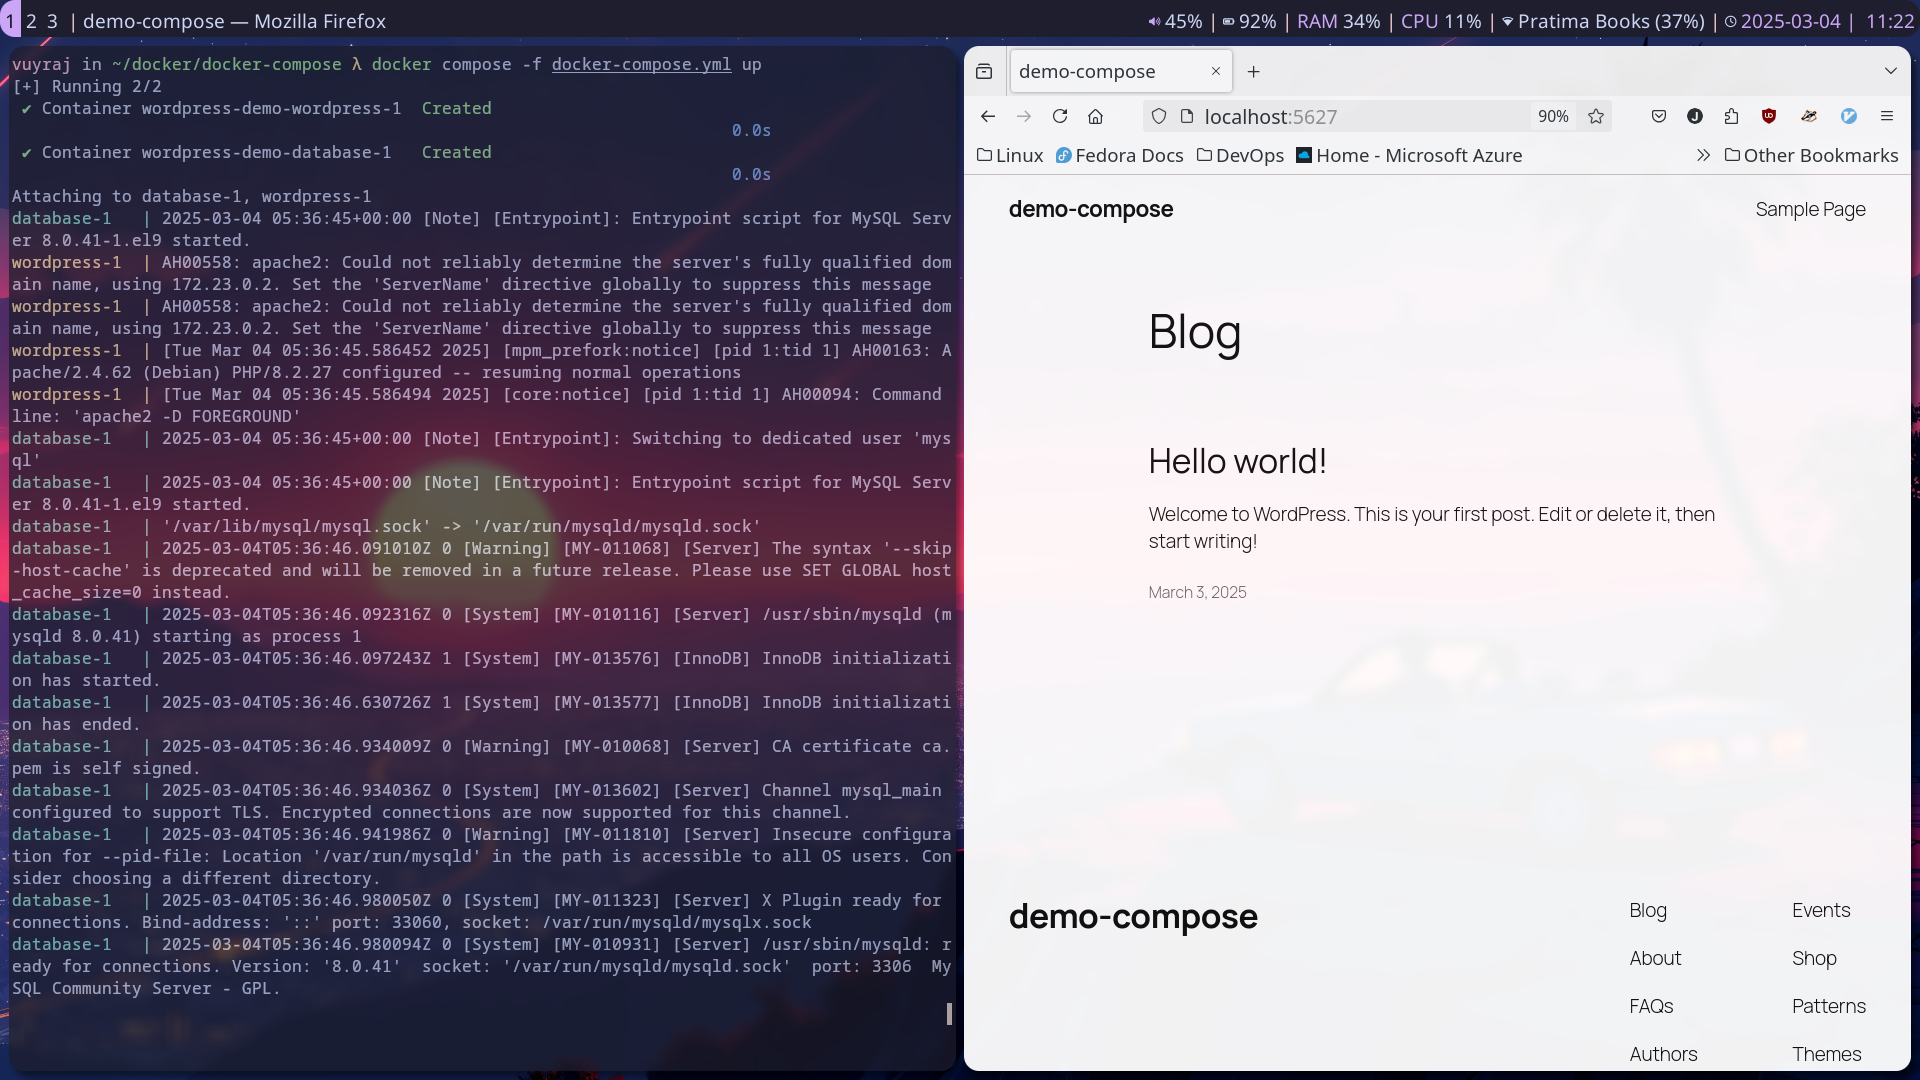 1 2 3 | demo-compose — Mozilla Firefox
45% | 92% | RAM 34% | CPU 11% | Pratima Books (37%) | 2025-03-04 | 11:22
vuyraj in ~/docker/docker-compose λ docker compose -f docker-compose.yml up
[+] Running 2/2
✔ Container wordpress-demo-wordpress-1 Created
0.0s
✔ Container wordpress-demo-database-1 Created
0.0s
Attaching to database-1, wordpress-1
database-1 | 2025-03-04 05:36:45+00:00 [Note] [Entrypoint]: Entrypoint script for MySQL Serv
er 8.0.41-1.el9 started.
wordpress-1 | AH00558: apache2: Could not reliably determine the server's fully qualified dom
ain name, using 172.23.0.2. Set the 'ServerName' directive globally to suppress this message
wordpress-1 | AH00558: apache2: Could not reliably determine the server's fully qualified dom
ain name, using 172.23.0.2. Set the 'ServerName' directive globally to suppress this message
wordpress-1 | [Tue Mar 04 05:36:45.586452 2025] [mpm_prefork:notice] [pid 1:tid 1] AH00163: A
pache/2.4.62 (Debian) PHP/8.2.27 configured -- resuming normal operations
wordpress-1 | [Tue Mar 04 05:36:45.586494 2025] [core:notice] [pid 1:tid 1] AH00094: Command
line: 'apache2 -D FOREGROUND'
database-1 | 2025-03-04 05:36:45+00:00 [Note] [Entrypoint]: Switching to dedicated user 'mys
ql'
database-1 | 2025-03-04 05:36:45+00:00 [Note] [Entrypoint]: Entrypoint script for MySQL Serv
er 8.0.41-1.el9 started.
database-1 | '/var/lib/mysql/mysql.sock' -> '/var/run/mysqld/mysqld.sock'
database-1 | 2025-03-04T05:36:46.091010Z 0 [Warning] [MY-011068] [Server] The syntax '--skip
-host-cache' is deprecated and will be removed in a future release. Please use SET GLOBAL host
_cache_size=0 instead.
database-1 | 2025-03-04T05:36:46.092316Z 0 [System] [MY-010116] [Server] /usr/sbin/mysqld (m
ysqld 8.0.41) starting as process 1
database-1 | 2025-03-04T05:36:46.097243Z 1 [System] [MY-013576] [InnoDB] InnoDB initializati
on has started.
database-1 | 2025-03-04T05:36:46.630726Z 1 [System] [MY-013577] [InnoDB] InnoDB initializati
on has ended.
database-1 | 2025-03-04T05:36:46.934009Z 0 [Warning] [MY-010068] [Server] CA certificate ca.
pem is self signed.
database-1 | 2025-03-04T05:36:46.934036Z 0 [System] [MY-013602] [Server] Channel mysql_main
configured to support TLS. Encrypted connections are now supported for this channel.
database-1 | 2025-03-04T05:36:46.941986Z 0 [Warning] [MY-011810] [Server] Insecure configura
tion for --pid-file: Location '/var/run/mysqld' in the path is accessible to all OS users. Con
sider choosing a different directory.
database-1 | 2025-03-04T05:36:46.980050Z 0 [System] [MY-011323] [Server] X Plugin ready for
connections. Bind-address: '::' port: 33060, socket: /var/run/mysqld/mysqlx.sock
database-1 | 2025-03-04T05:36:46.980094Z 0 [System] [MY-010931] [Server] /usr/sbin/mysqld: r
eady for connections. Version: '8.0.41' socket: '/var/run/mysqld/mysqld.sock' port: 3306 My
SQL Community Server - GPL.
demo-compose
localhost:5627 90%
Linux Fedora Docs DevOps Home - Microsoft Azure Other Bookmarks
demo-compose Sample Page
Blog
Hello world!
Welcome to WordPress. This is your first post. Edit or delete it, then
start writing!
March 3, 2025
demo-compose
Blog Events
About Shop
FAQs Patterns
Authors Themes